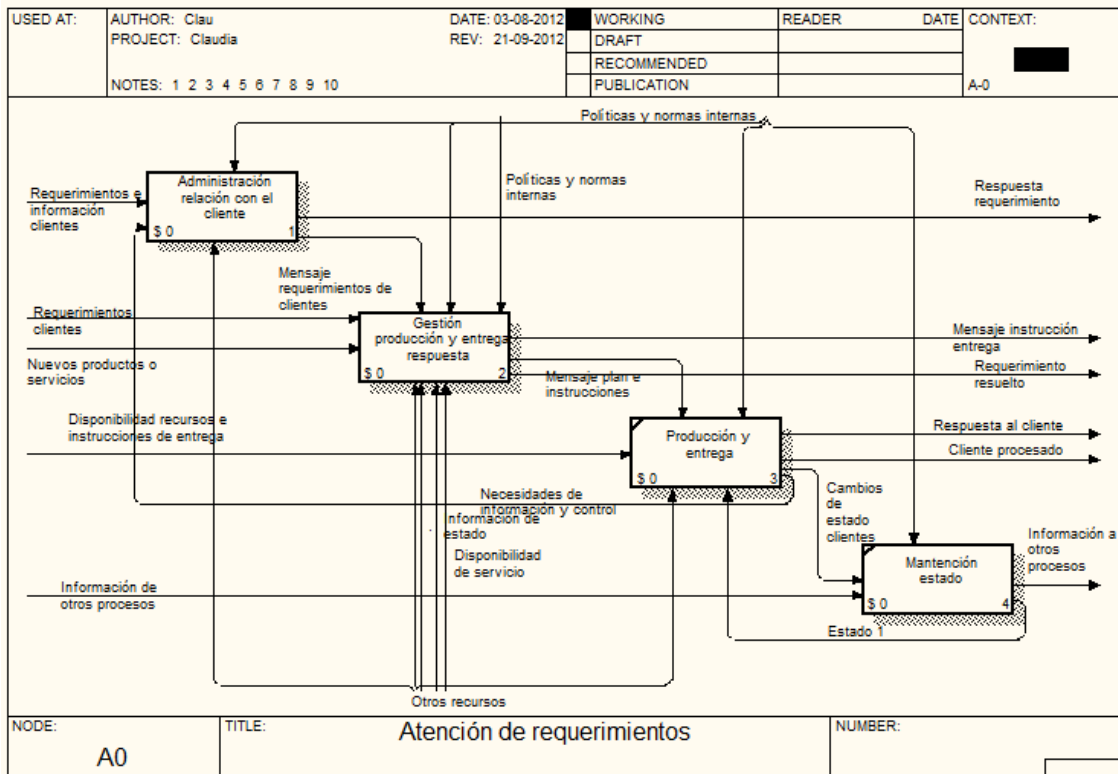 USED AT:
AUTHOR: Clau
DATE: 03-08-2012
WORKING
READER
DATE
CONTEXT:
PROJECT: Claudia
REV: 21-09-2012
DRAFT
RECOMMENDED
NOTES: 1 2 3 4 5 6 7 8 9 10
PUBLICATION
A-0
Políticas y normas internas
Administración
relación con el
cliente
$ 0
1
Requerimientos e
información
clientes
Políticas y normas
internas
Respuesta
requerimiento
Mensaje
requerimientos de
clientes
Requerimientos
clientes
Gestión
producción y entrega
respuesta
$ 0
2
Mensaje instrucción
entrega
Nuevos productos o
servicios
Mensaje plan e
instrucciones
Requerimiento
resuelto
Disponibilidad recursos e
instrucciones de entrega
Producción y
entrega
$ 0
3
Respuesta al cliente
Cliente procesado
Necesidades de
información y control
Información de
estado
Disponibilidad
de servicio
Cambios
de
estado
clientes
Información a
otros
procesos
Mantención
estado
$ 0
4
Información de
otros procesos
Estado 1
Otros recursos
NODE:
TITLE:
NUMBER:
A0
Atención de requerimientos